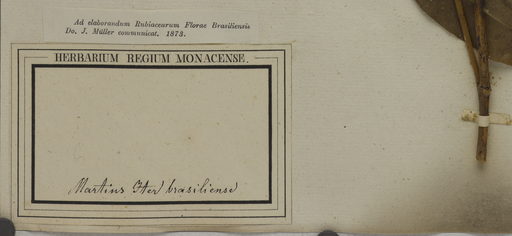 Ad elaborandum Rubiacearum Florae Brasiliensis
Do. J. Müller communicat. 1873.
HERBARIUM REGIUM MONACENSE.
Martius Iter brasiliense